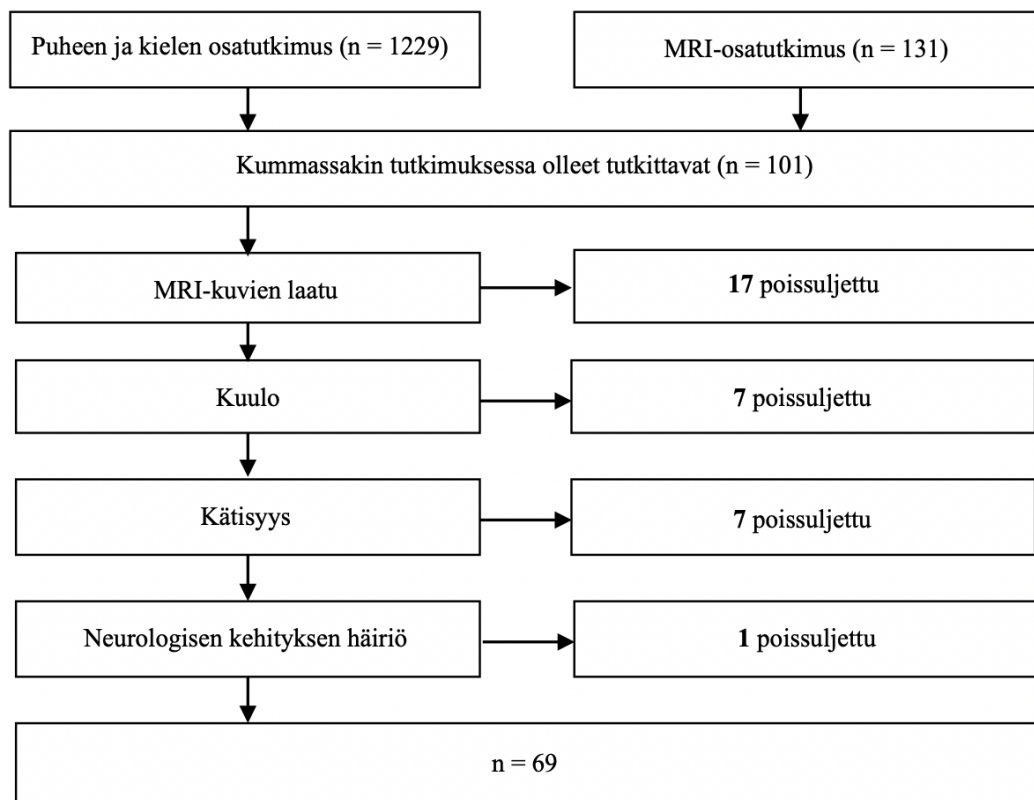 Puheen ja kielen osatutkimus (n = 1229)
MRI-osatutkimus (n = 131)
Kummassakin tutkimuksessa olleet tutkittavat (n = 101)
MRI-kuvien laatu
17 poissuljettu
Kuulo
7 poissuljettu
Kätisyys
7 poissuljettu
Neurologisen kehityksen häiriö
1 poissuljettu
n = 69